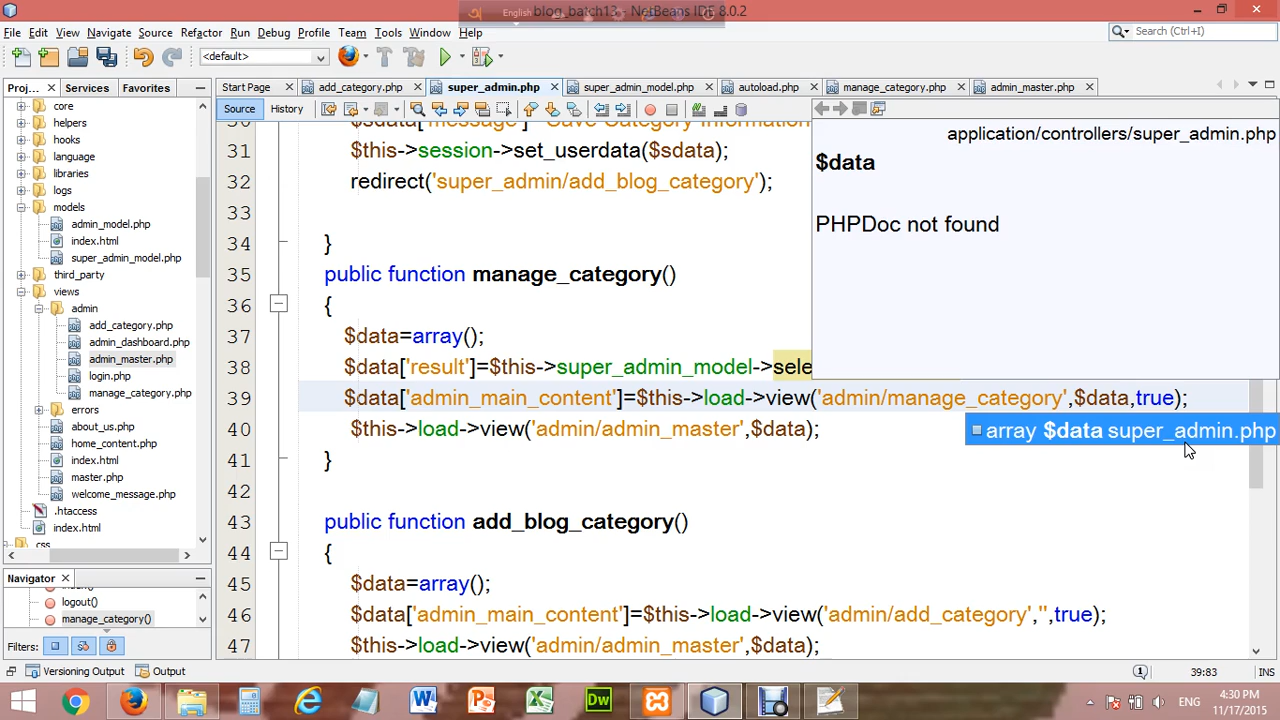 blog_batch13 - NetBeans IDE 8.0.2
English
File Edit View Navigate Source Refactor Run Debug Profile Team Tools Window Help
Search (Ctrl+I)
<default>
Proj... Services Favorites
Start Page add_category.php super_admin.php super_admin_model.php autoload.php manage_category.php admin_master.php
Source History
core
helpers
hooks
language
libraries
logs
models
admin_model.php
index.html
super_admin_model.php
third_party
views
admin
add_category.php
admin_dashboard.php
admin_master.php
login.php
manage_category.php
errors
about_us.php
home_content.php
index.html
master.php
welcome_message.php
.htaccess
index.html
css
Navigator
logout()
manage_category()
Filters:
31 $this->session->set_userdata($sdata);
32 redirect('super_admin/add_blog_category');
33
34 }
35 public function manage_category()
36 {
37 $data=array();
38 $data['result']=$this->super_admin_model->sele
39 $data['admin_main_content']=$this->load->view('admin/manage_category',$data,true);
40 $this->load->view('admin/admin_master',$data);
41 }
42
43 public function add_blog_category()
44 {
45 $data=array();
46 $data['admin_main_content']=$this->load->view('admin/add_category','',true);
47 $this->load->view('admin/admin_master',$data);
application/controllers/super_admin.php
$data
PHPDoc not found
array $data super_admin.php
Versioning Output Output
39:83 INS
ENG
4:30 PM
11/17/2015